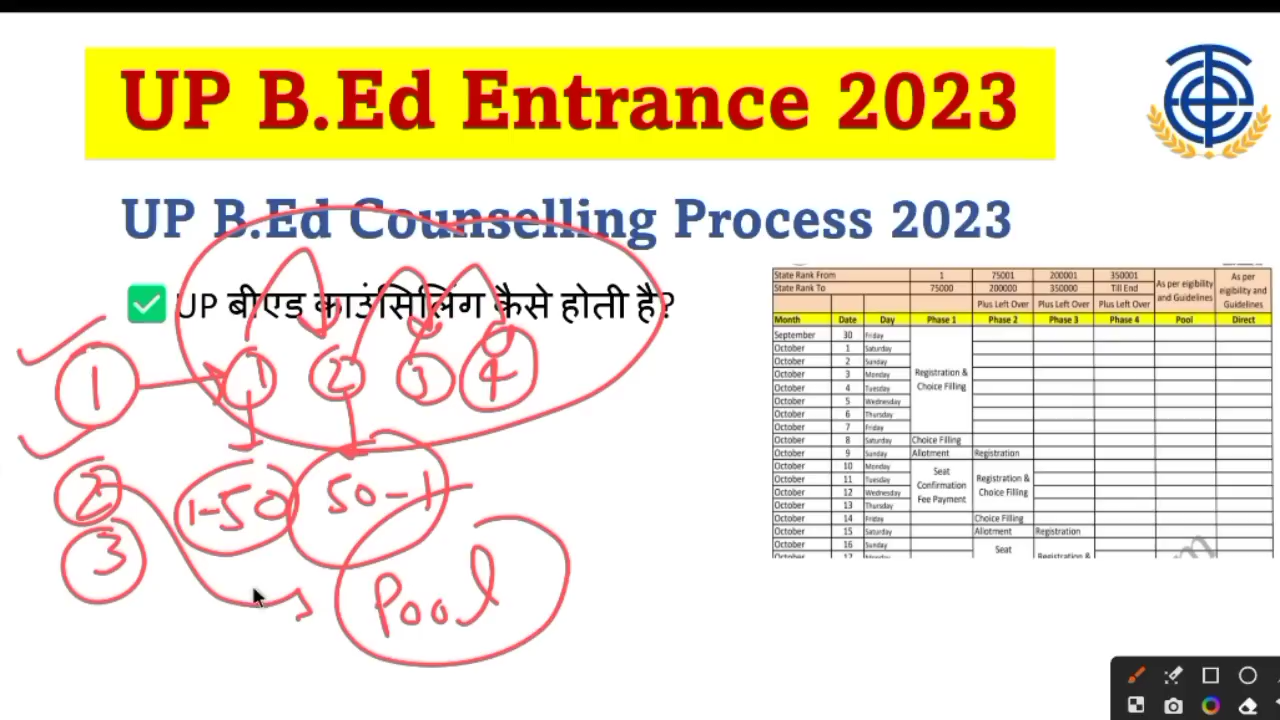 UP B.Ed Entrance 2023
UP B.Ed Counselling Process 2023
UP बीएड काउंसिलिंग कैसे होती है?
1 1 2 3 4
2 1-50 50-1
3 Pool
State Rank From 1 75001 200001 350001 As per eigibility and Guidelines As per eigibility and Guidelines
State Rank To 75000 200000 350000 Till End
Plus Left Over Plus Left Over Plus Left Over
Month Date Day Phase 1 Phase 2 Phase 3 Phase 4 Pool Direct
September 30 Friday
October 1 Saturday
October 2 Sunday
October 3 Monday Registration &
October 4 Tuesday Choice Filling
October 5 Wednesday
October 6 Thursday
October 7 Friday
October 8 Saturday Choice Filling
October 9 Sunday Allotment Registration
October 10 Monday Seat
October 11 Tuesday Confirmation Registration &
October 12 Wednesday Fee Payment Choice Filling
October 13 Thursday
October 14 Friday Choice Filling
October 15 Saturday Allotment Registration
October 16 Sunday Seat
October 17 Registration &